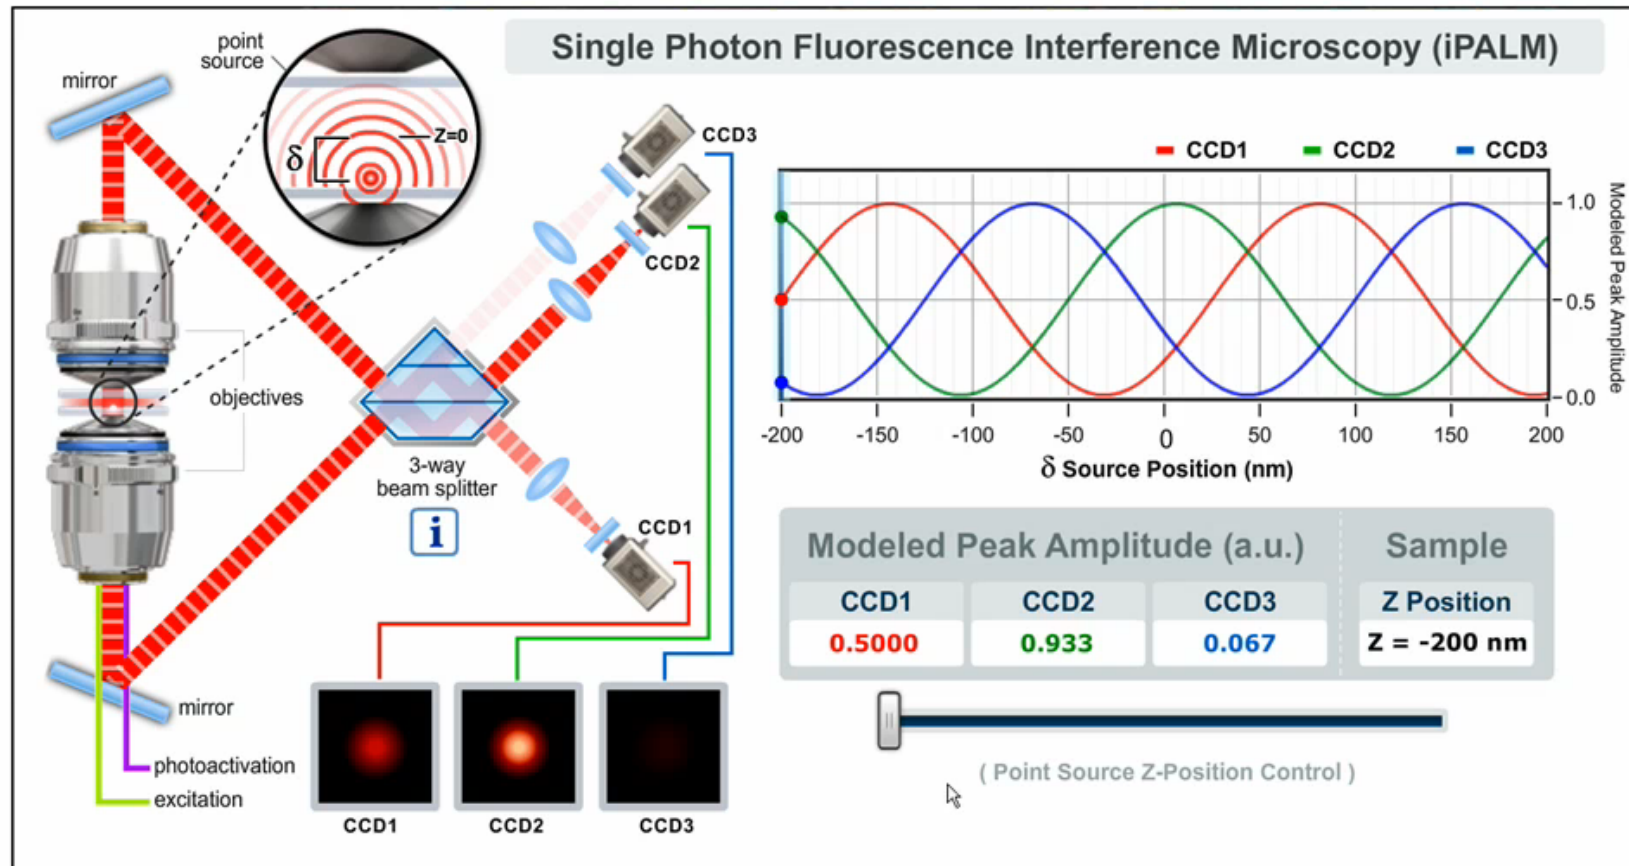 Single Photon Fluorescence Interference Microscopy (iPALM)
point
source
mirror
Z=0
δ
CCD3
CCD2
objectives
3-way
beam splitter
i
CCD1
mirror
photoactivation
excitation
CCD1
CCD2
CCD3
CCD1
CCD2
CCD3
1.0
0.5
0.0
Modeled Peak Amplitude
-200
-150
-100
-50
0
50
100
150
200
δ Source Position (nm)
Modeled Peak Amplitude (a.u.)
Sample
CCD1
CCD2
CCD3
Z Position
0.5000
0.933
0.067
Z = -200 nm
( Point Source Z-Position Control )